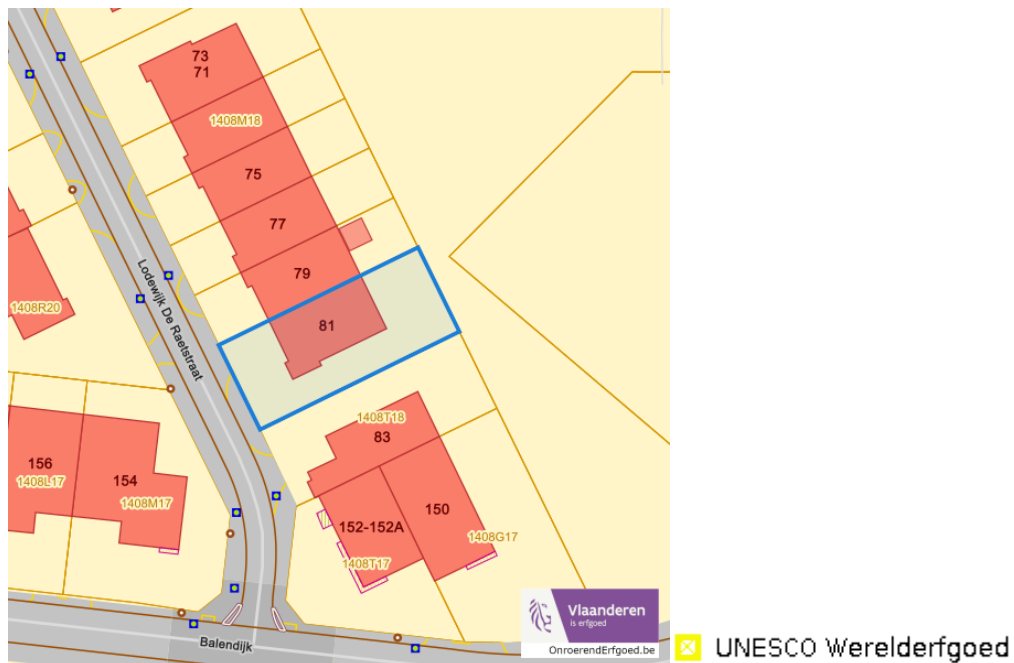 73
71
1408M18
75
77
79
81
Lodewijk De Raetstraat
1408R20
1408T18
83
156
1408L17
154
1408M17
152-152A
150
1408G17
1408T17
Balendijk
Vlaanderen
is erfgoed
OnroerendErfgoed.be
UNESCO Werelderfgoed